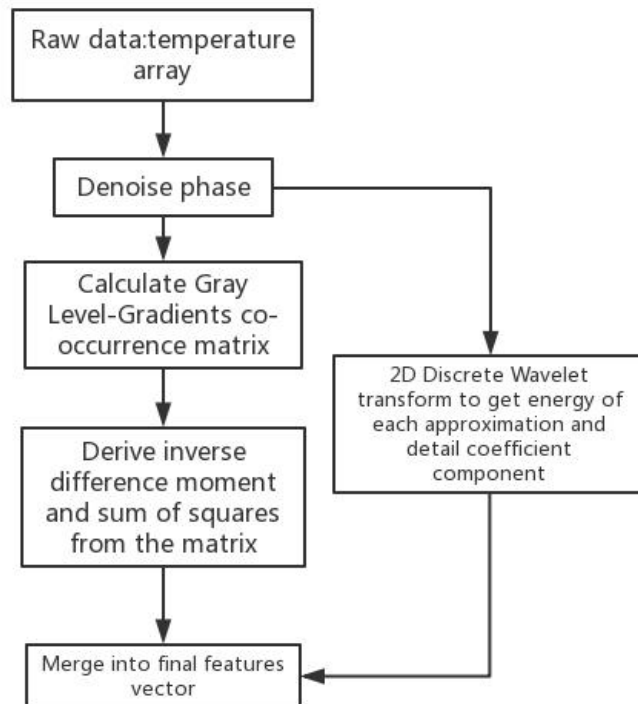 Raw data:temperature
array
Denoise phase
Calculate Gray
Level-Gradients co-
occurrence matrix
Derive inverse
difference moment
and sum of squares
from the matrix
2D Discrete Wavelet
transform to get energy of
each approximation and
detail coefficient
component
Merge into final features
vector